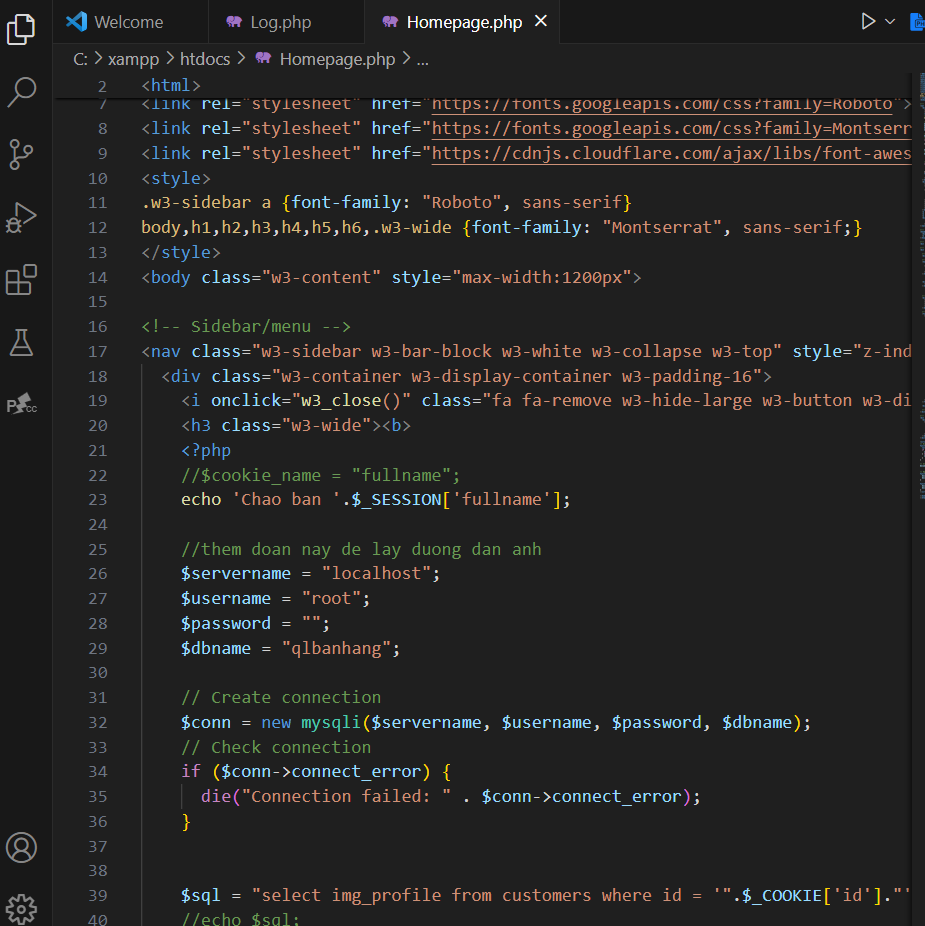 Welcome Log.php Homepage.php
C: > xampp > htdocs > Homepage.php > ...
2 <html>
7 <link rel="stylesheet" href="https://fonts.googleapis.com/css?family=Roboto">
8 <link rel="stylesheet" href="https://fonts.googleapis.com/css?family=Montserr
9 <link rel="stylesheet" href="https://cdnjs.cloudflare.com/ajax/libs/font-awes
10 <style>
11 .w3-sidebar a {font-family: "Roboto", sans-serif}
12 body,h1,h2,h3,h4,h5,h6,.w3-wide {font-family: "Montserrat", sans-serif;}
13 </style>
14 <body class="w3-content" style="max-width:1200px">
15
16 <!-- Sidebar/menu -->
17 <nav class="w3-sidebar w3-bar-block w3-white w3-collapse w3-top" style="z-ind
18 <div class="w3-container w3-display-container w3-padding-16">
19 <i onclick="w3_close()" class="fa fa-remove w3-hide-large w3-button w3-di
20 <h3 class="w3-wide"><b>
21 <?php
22 //$cookie_name = "fullname";
23 echo 'Chao ban '.$_SESSION['fullname'];
24
25 //them doan nay de lay duong dan anh
26 $servername = "localhost";
27 $username = "root";
28 $password = "";
29 $dbname = "qlbanhang";
30
31 // Create connection
32 $conn = new mysqli($servername, $username, $password, $dbname);
33 // Check connection
34 if ($conn->connect_error) {
35 die("Connection failed: " . $conn->connect_error);
36 }
37
38
39 $sql = "select img_profile from customers where id = '".$_COOKIE['id']."'
40 //echo $sql;